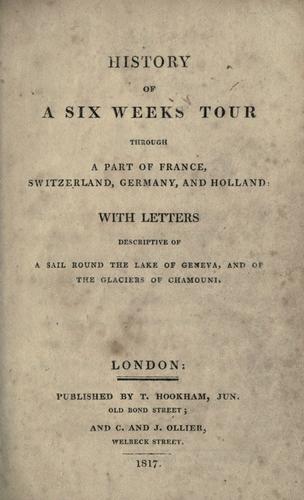 HISTORY
OF
A SIX WEEKS TOUR
THROUGH
A PART OF FRANCE,
SWITZERLAND, GERMANY, AND HOLLAND:
WITH LETTERS
DESCRIPTIVE OF
A SAIL ROUND THE LAKE OF GENEVA, AND OF
THE GLACIERS OF CHAMOUNI.
LONDON:
PUBLISHED BY T. HOOKHAM, JUN.
OLD BOND STREET;
AND C. AND J. OLLIER,
WELBECK STREET.
1817.